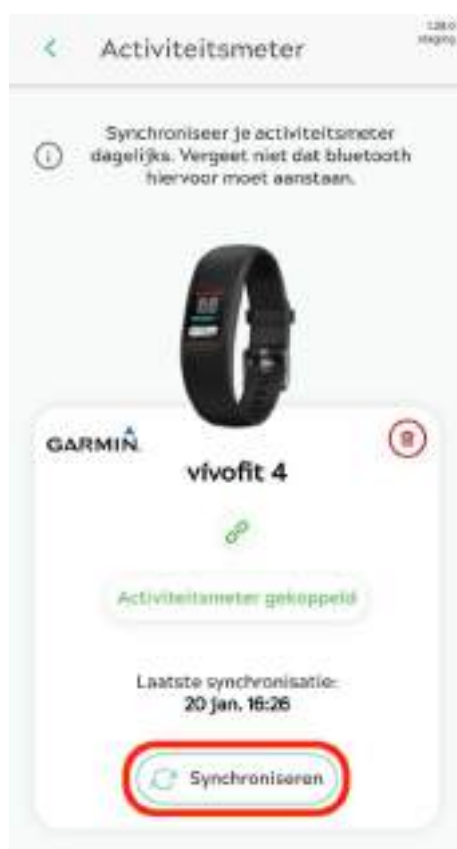 Activiteitsmeter
Synchroniseer je activiteitsmeter
dagelijks. Vergeet niet dat bluetooth
hiervoor moet aanstaan.
GARMIN
vívofit 4
Activiteitsmeter gekoppeld
Laatste synchronisatie:
20 jan. 16:26
Synchroniseren